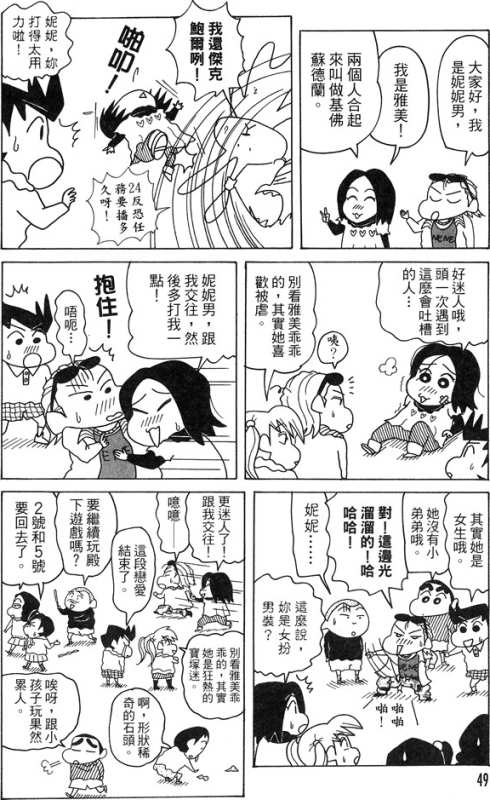 大家好，我
是妮妮男，
我是雅美！
兩個人合起
來叫做基佛
蘇德蘭。
NENE
我還傑克
鮑爾咧！
啪叩！
24反恐任
務要播多
久呀！
妮妮，妳
打得太用
力啦！
好迷人哦，
頭一次遇到
這麼會吐槽
的人…
咦？
別看雅美乖乖
的，其實她喜
歡被虐。
妮妮男，跟
我交往，然
後多打我一
點！
抱住！
唔呃…
其實她是
女生哦。
她沒有小
弟弟哦。
對！這邊光
溜溜的！哈
哈哈！
妮妮……
這麼說，
妳是女扮
男裝？
啪！
啪！
NENE
更迷人了！
跟我交往！
噫噫——
別看雅美乖
乖的，其實
她是狂熱的
寶塚迷。
這段戀愛
結束了。
啊，形狀稀
奇的石頭。
要繼續玩殿
下遊戲嗎？
2號和5號
要回去了。
唉呀，跟小
孩子玩果然
累人。
49